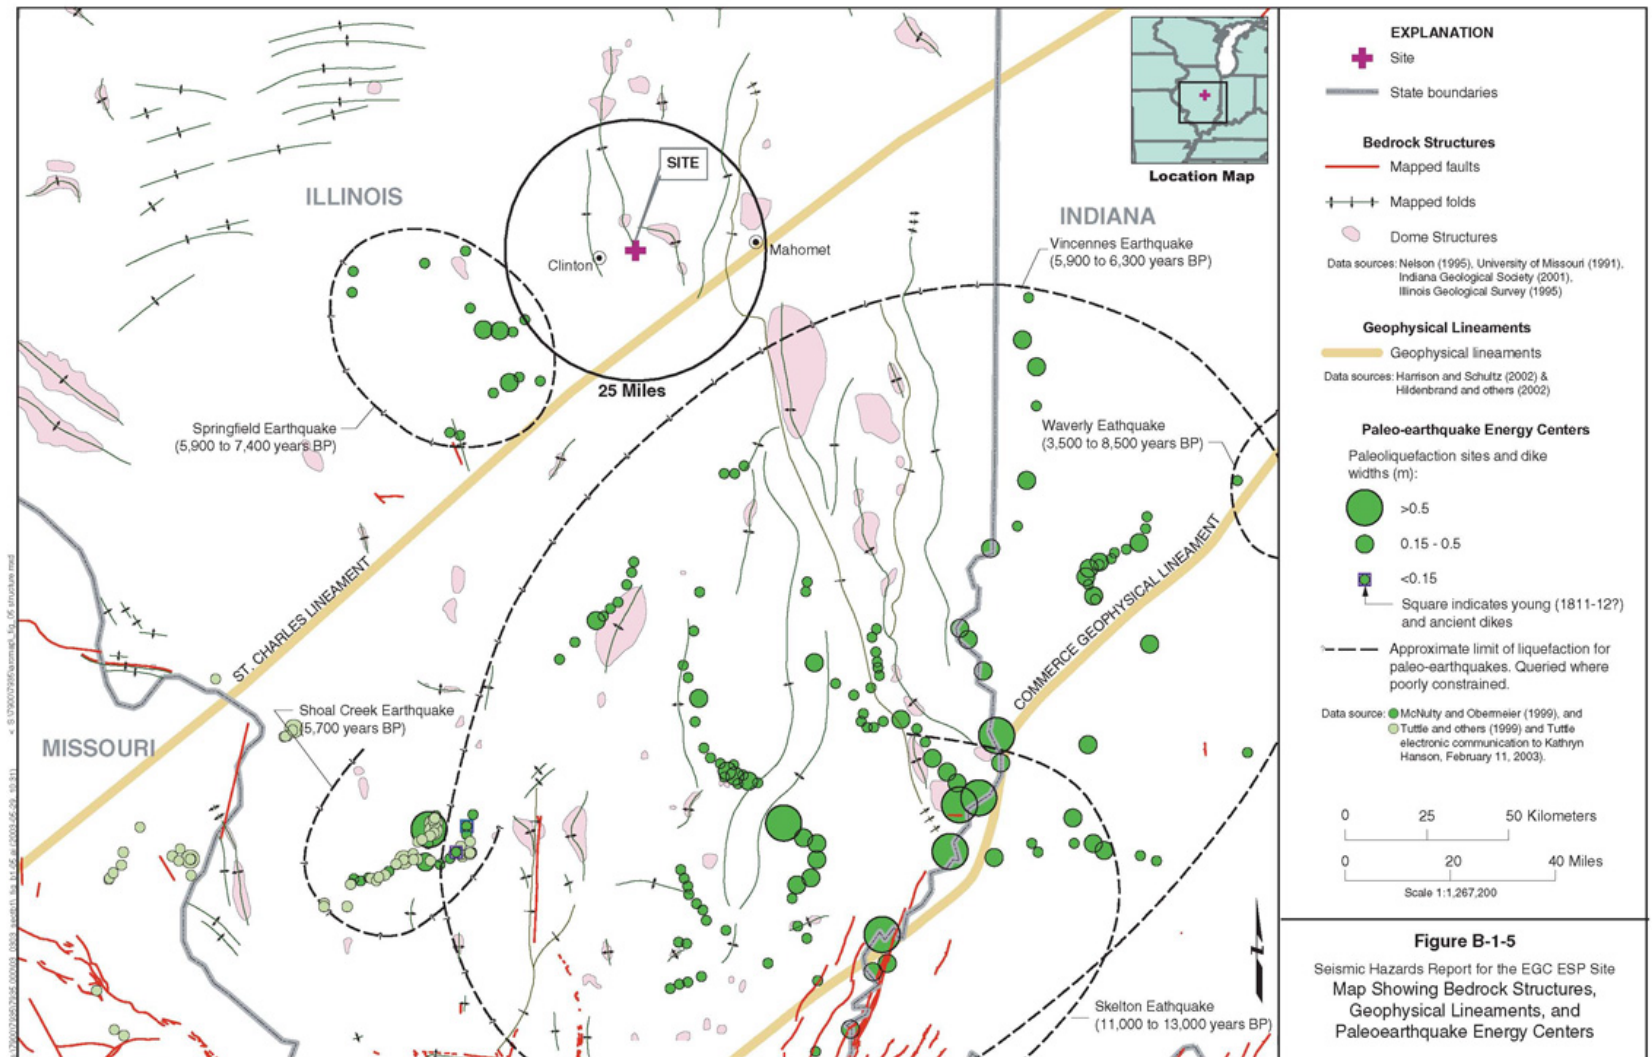 ILLINOIS
SITE
INDIANA
Clinton
Mahomet
25 Miles
Vincennes Earthquake
(5,900 to 6,300 years BP)
Springfield Earthquake
(5,900 to 7,400 years BP)
Waverly Eathquake
(3,500 to 8,500 years BP)
ST. CHARLES LINEAMENT
COMMERCE GEOPHYSICAL LINEAMENT
Shoal Creek Earthquake
(5,700 years BP)
MISSOURI
Skelton Eathquake
(11,000 to 13,000 years BP)
Location Map
EXPLANATION
Site
State boundaries
Bedrock Structures
Mapped faults
Mapped folds
Dome Structures
Data sources: Nelson (1995), University of Missouri (1991),
Indiana Geological Society (2001),
Illinois Geological Survey (1995)
Geophysical Lineaments
Geophysical lineaments
Data sources: Harrison and Schultz (2002) &
Hildenbrand and others (2002)
Paleo-earthquake Energy Centers
Paleoliquefaction sites and dike
widths (m):
>0.5
0.15 - 0.5
<0.15
Square indicates young (1811-12?)
and ancient dikes
Approximate limit of liquefaction for
paleo-earthquakes. Queried where
poorly constrained.
Data source: McNulty and Obermeier (1999), and
Tuttle and others (1999) and Tuttle
electronic communication to Kathryn
Hanson, February 11, 2003).
0 25 50 Kilometers
0 20 40 Miles
Scale 1:1,267,200
Figure B-1-5
Seismic Hazards Report for the EGC ESP Site
Map Showing Bedrock Structures,
Geophysical Lineaments, and
Paleoearthquake Energy Centers